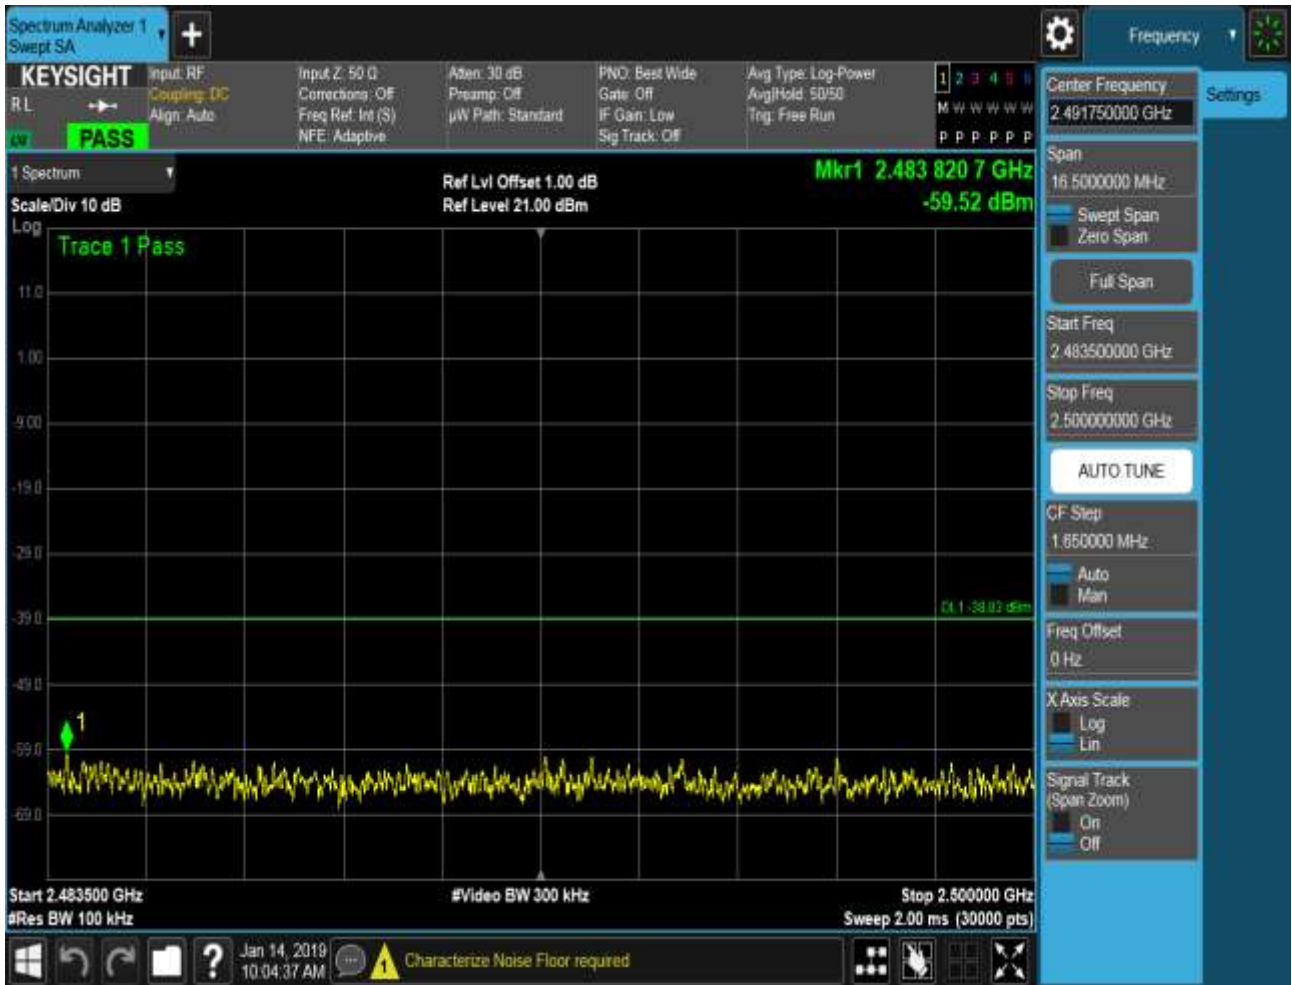 Spectrum Analyzer 1
Swept SA
Frequency
KEYSIGHT
Input: RF
Coupling: DC
Align: Auto
Input Z: 50 Ω
Corrections: Off
Freq Ref: Int (S)
NFE: Adaptive
Atten: 30 dB
Preamp: Off
µW Path: Standard
PNO: Best Wide
Gate: Off
IF Gain: Low
Sig Track: Off
Avg Type: Log-Power
Avg|Hold: 50/50
Trig: Free Run
1 2 3 4 5 6
M W W W W W
P P P P P P
R L
PASS
Center Frequency
2.491750000 GHz
Settings
1 Spectrum
Ref Lvl Offset 1.00 dB
Mkr1 2.483 820 7 GHz
Scale/Div 10 dB
Ref Level 21.00 dBm
-59.52 dBm
Log
Trace 1 Pass
11.0
1.00
-9.00
-19.0
-29.0
-39.0
-49.0
-59.0
-69.0
DL1 -38.03 dBm
1
Start 2.483500 GHz
#Video BW 300 kHz
Stop 2.500000 GHz
#Res BW 100 kHz
Sweep 2.00 ms (30000 pts)
Span
16.5000000 MHz
Swept Span
Zero Span
Full Span
Start Freq
2.483500000 GHz
Stop Freq
2.500000000 GHz
AUTO TUNE
CF Step
1.650000 MHz
Auto
Man
Freq Offset
0 Hz
X Axis Scale
Log
Lin
Signal Track
(Span Zoom)
On
Off
?
Jan 14, 2019
10:04:37 AM
1
Characterize Noise Floor required